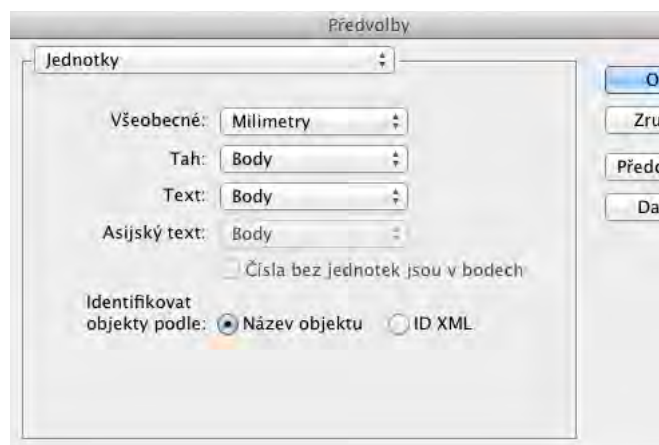 Předvolby
Jednotky
Všeobecné: Milimetry
Tah: Body
Text: Body
Asijský text: Body
Čísla bez jednotek jsou v bodech
Identifikovat
objekty podle: Název objektu ID XML